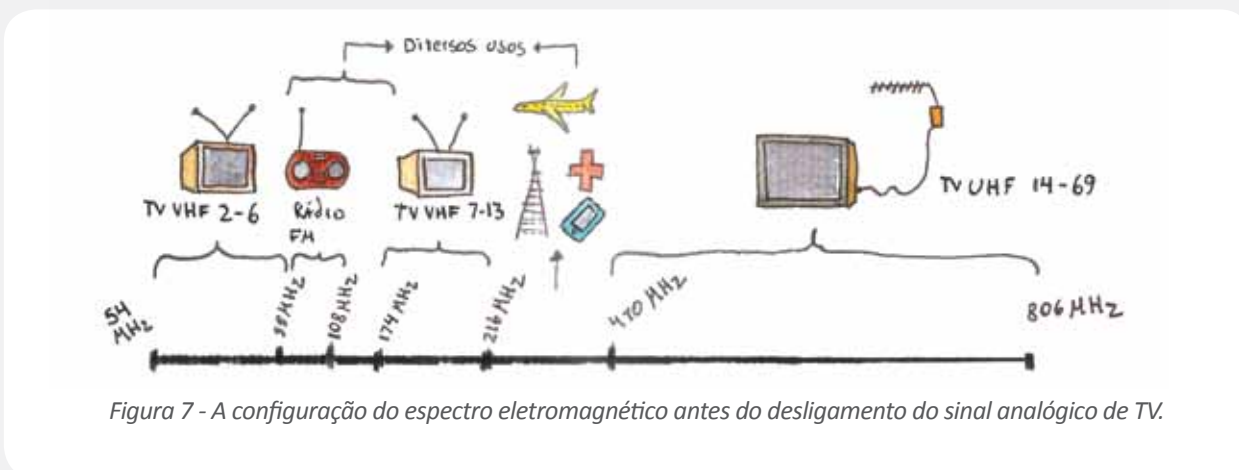 Diversos usos
TV VHF 2-6
Rádio
FM
TV VHF 7-13
TV UHF 14-69
54
MHz
88 MHz
108 MHz
174 MHz
216 MHz
470 MHz
806 MHz
Figura 7 - A configuração do espectro eletromagnético antes do desligamento do sinal analógico de TV.